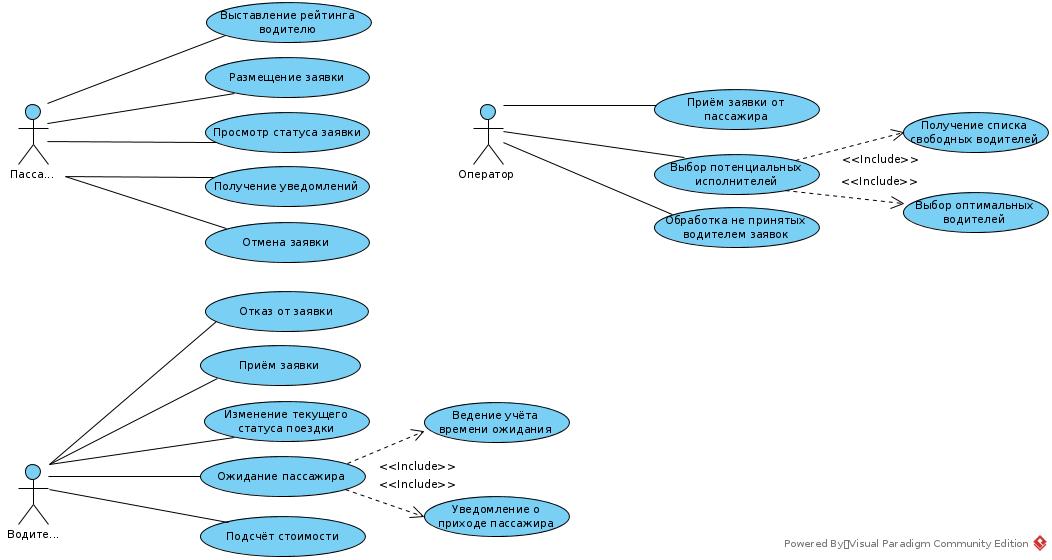 Выставление рейтинга
водителю
Размещение заявки
Просмотр статуса заявки
Получение уведомлений
Отмена заявки
Пасса...
Приём заявки от
пассажира
Выбор потенциальных
исполнителей
Обработка не принятых
водителем заявок
Оператор
<<Include>>
<<Include>>
Получение списка
свободных водителей
Выбор оптимальных
водителей
Отказ от заявки
Приём заявки
Изменение текущего
статуса поездки
Ожидание пассажира
Подсчёт стоимости
Водите...
<<Include>>
<<Include>>
Ведение учёта
времени ожидания
Уведомление о
приходе пассажира
Powered By▯Visual Paradigm Community Edition